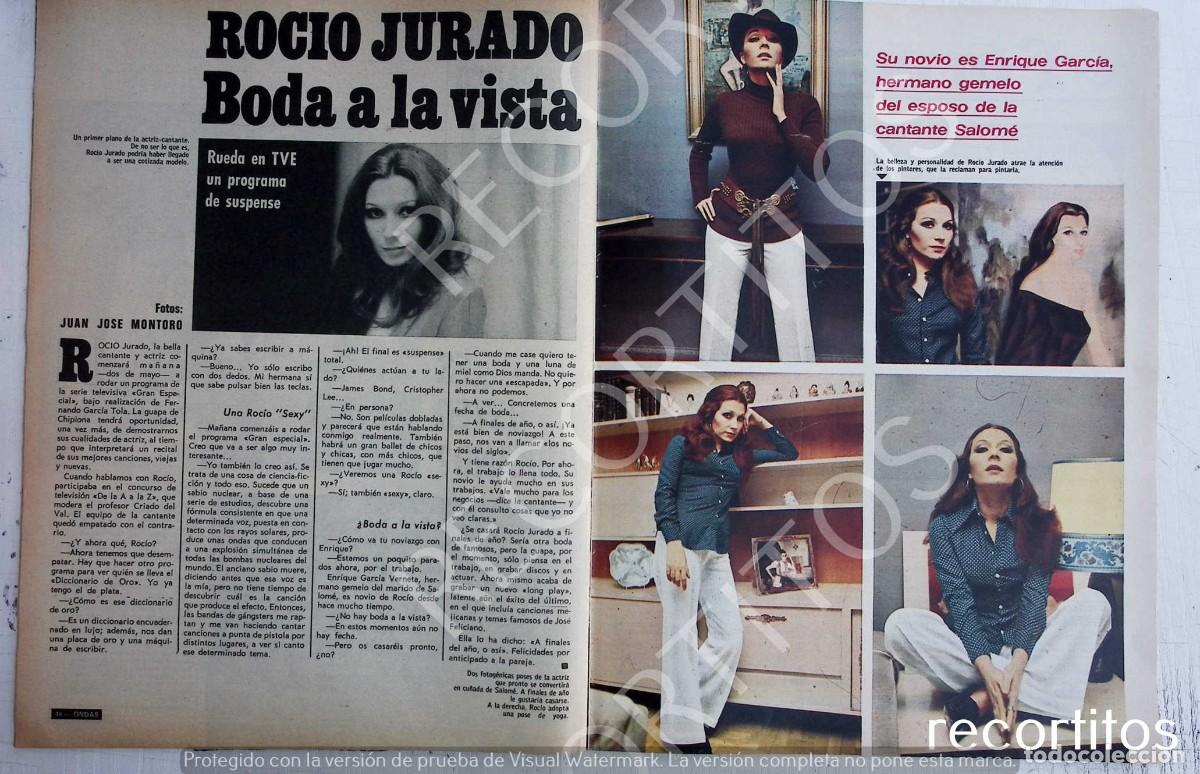 ROCIO JURADO
Boda a la vista
Un primer plano de la actriz-cantante.
De no ser lo que es,
Rocío Jurado podría haber llegado
a ser una cotizada modelo.
Rueda en TVE
un programa
de suspense
Fotos:
JUAN JOSE MONTORO
ROCIO Jurado, la bella
cantante y actriz co-
menzará mañana
—dos de mayo— a
rodar un programa de
la serie televisiva «Gran Espe-
cial», bajo realización de Fer-
nando García Tola. La guapa de
Chipiona tendrá oportunidad,
una vez más, de demostrarnos
sus cualidades de actriz, al tiem-
po que interpretará un recital
de sus mejores canciones, viejas
y nuevas.
Cuando hablamos con Rocío,
participaba en el concurso de
televisión «De la A a la Z», que
modera el profesor Criado del
Val. El equipo de la cantante
quedó empatado con el contra-
rio.
—¿Y ahora qué, Rocío?
—Ahora tenemos que desem-
patar. Hay que hacer otro pro-
grama para ver quién se lleva el
«Diccionario de Oro». Yo ya
tengo el de plata.
—¿Cómo es ese diccionario
de oro?
—Es un diccionario encuader-
nado en lujo; además, nos dan
una placa de oro y una máqui-
na de escribir.
—¿Ya sabes escribir a má-
quina?
—Bueno... Yo sólo escribo
con dos dedos. Mi hermana sí
que sabe pulsar bien las teclas.
Una Rocío "Sexy"
—Mañana comenzáis a rodar
el programa «Gran especial».
Creo que va a ser algo muy in-
teresante...
—Yo también lo creo así. Se
trata de una cosa de ciencia-fic-
ción y todo eso. Sucede que un
sabio nuclear, a base de una
serie de estudios, descubre una
fórmula consistente en que una
determinada voz, puesta en con-
tacto con los rayos solares, pro-
duce unas ondas que conducen
a una explosión simultánea de
todas las bombas nucleares del
mundo. El anciano sabio muere,
diciendo antes que esa voz es
la mía, pero no tiene tiempo de
descubrir cuál es la canción
que produce el efecto. Entonces,
las bandas de gángsters me rap-
tan y me van haciendo cantar
canciones a punta de pistola por
distintos lugares, a ver si canto
ese determinado tema.
—¡Ah! El final es «suspense»
total.
—¿Quiénes actúan a tu la-
do?
—James Bond, Cristopher
Lee...
—¿En persona?
—No. Son películas dobladas
y parecerá que están hablando
conmigo realmente. También
habrá un gran ballet de chicos
y chicas, con más chicos, que
tienen que jugar mucho.
—¿Veremos una Rocío «se-
xy»?
—Sí; también «sexy», claro.
¿Boda a la vista?
—¿Cómo va tu noviazgo con
Enrique?
—Estamos un poquito para-
dos ahora, por el trabajo.
Enrique García Verneta, her-
mano gemelo del marido de Sa-
lomé, es novio de Rocío desde
hace mucho tiempo.
—¿No hay boda a la vista?
—En estos momentos aún no
hay fecha.
—Pero os casaréis pronto,
¿no?
—Cuando me case quiero te-
ner una boda y una luna de
miel como Dios manda. No quie-
ro hacer una «escapada». Y por
ahora no podemos.
—A ver... Concretemos una
fecha de boda...
—A finales de año, o así. ¡Ya
está bien de noviazgo! A este
paso, nos van a llamar «los no-
vios del siglo».
Y tiene razón Rocío. Por aho-
ra, el trabajo lo llena todo. Su
novio le ayuda mucho en sus
trabajos. «Vale mucho para los
negocios —dice la cantante— y
con él consulto cosas que yo no
veo claras.»
¿Se casará Rocío Jurado a fi-
nales de año? Sería otra boda
de famosos, pero la guapa, por
el momento, sólo piensa en el
trabajo, en grabar discos y en
actuar. Ahora mismo acaba de
grabar un nuevo «long play»,
latente aún el éxito del último,
en el que incluía canciones me-
jicanas y temas famosos de José
Feliciano.
Ella lo ha dicho: «A finales
del año, o así». Felicidades por
anticipado a la pareja.
Dos fotogénicas poses de la actriz
que pronto se convertirá
en cuñada de Salomé. A finales de año
le gustaría casarse.
A la derecha, Rocío adopta
una pose de yoga.
44 — ONDAS
Su novio es Enrique García,
hermano gemelo
del esposo de la
cantante Salomé
La belleza y personalidad de Rocío Jurado atrae la atención
de los pintores, que la reclaman para pintarla.
RECORTITOS
RECORTITOS
RECORTITOS
recortitos
todocoleccion
Protegido con la versión de prueba de Visual Watermark. La versión completa no pone esta marca.